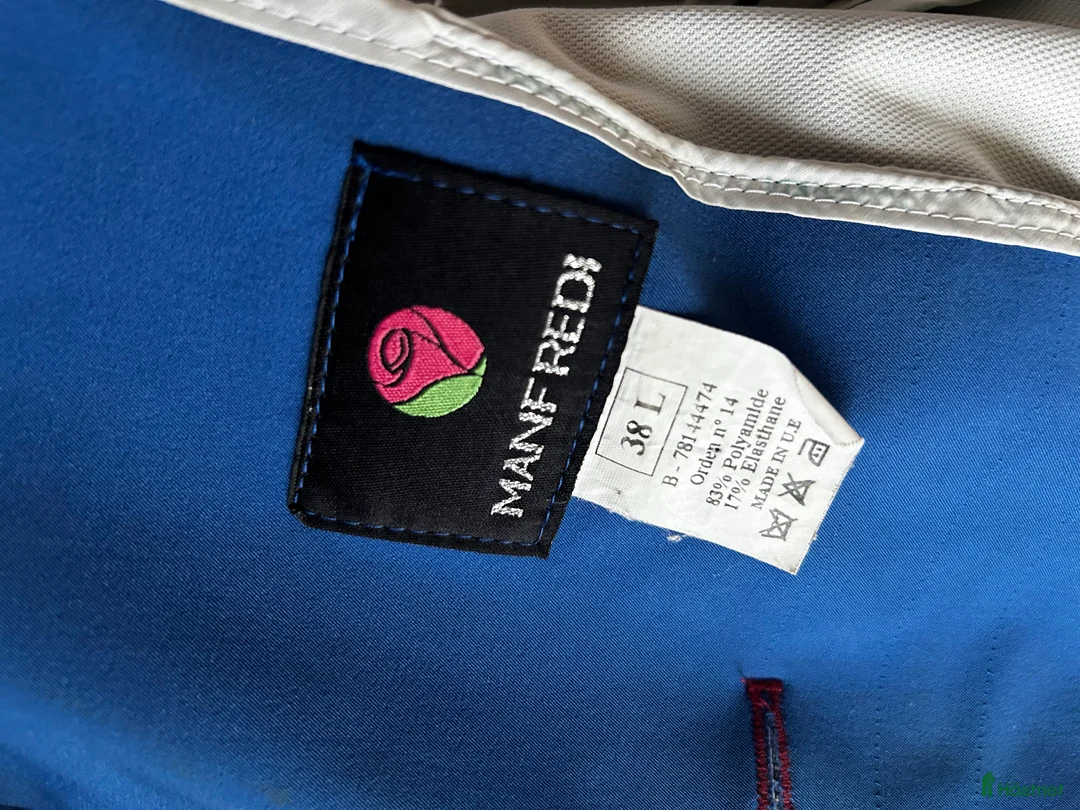 MANFREDI
38 L
B - 78144474
Orden nº 14
83% Polyamide
17% Elasthane
MADE IN U.E